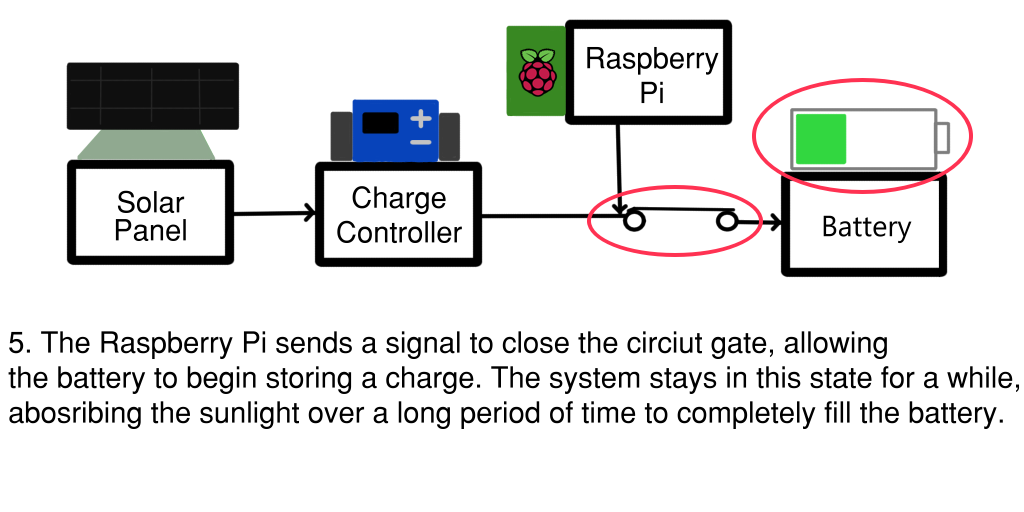 Raspberry
Pi
Solar
Panel
Charge
Controller
Battery
5. The Raspberry Pi sends a signal to close the circiut gate, allowing
the battery to begin storing a charge. The system stays in this state for a while,
abosribing the sunlight over a long period of time to completely fill the battery.